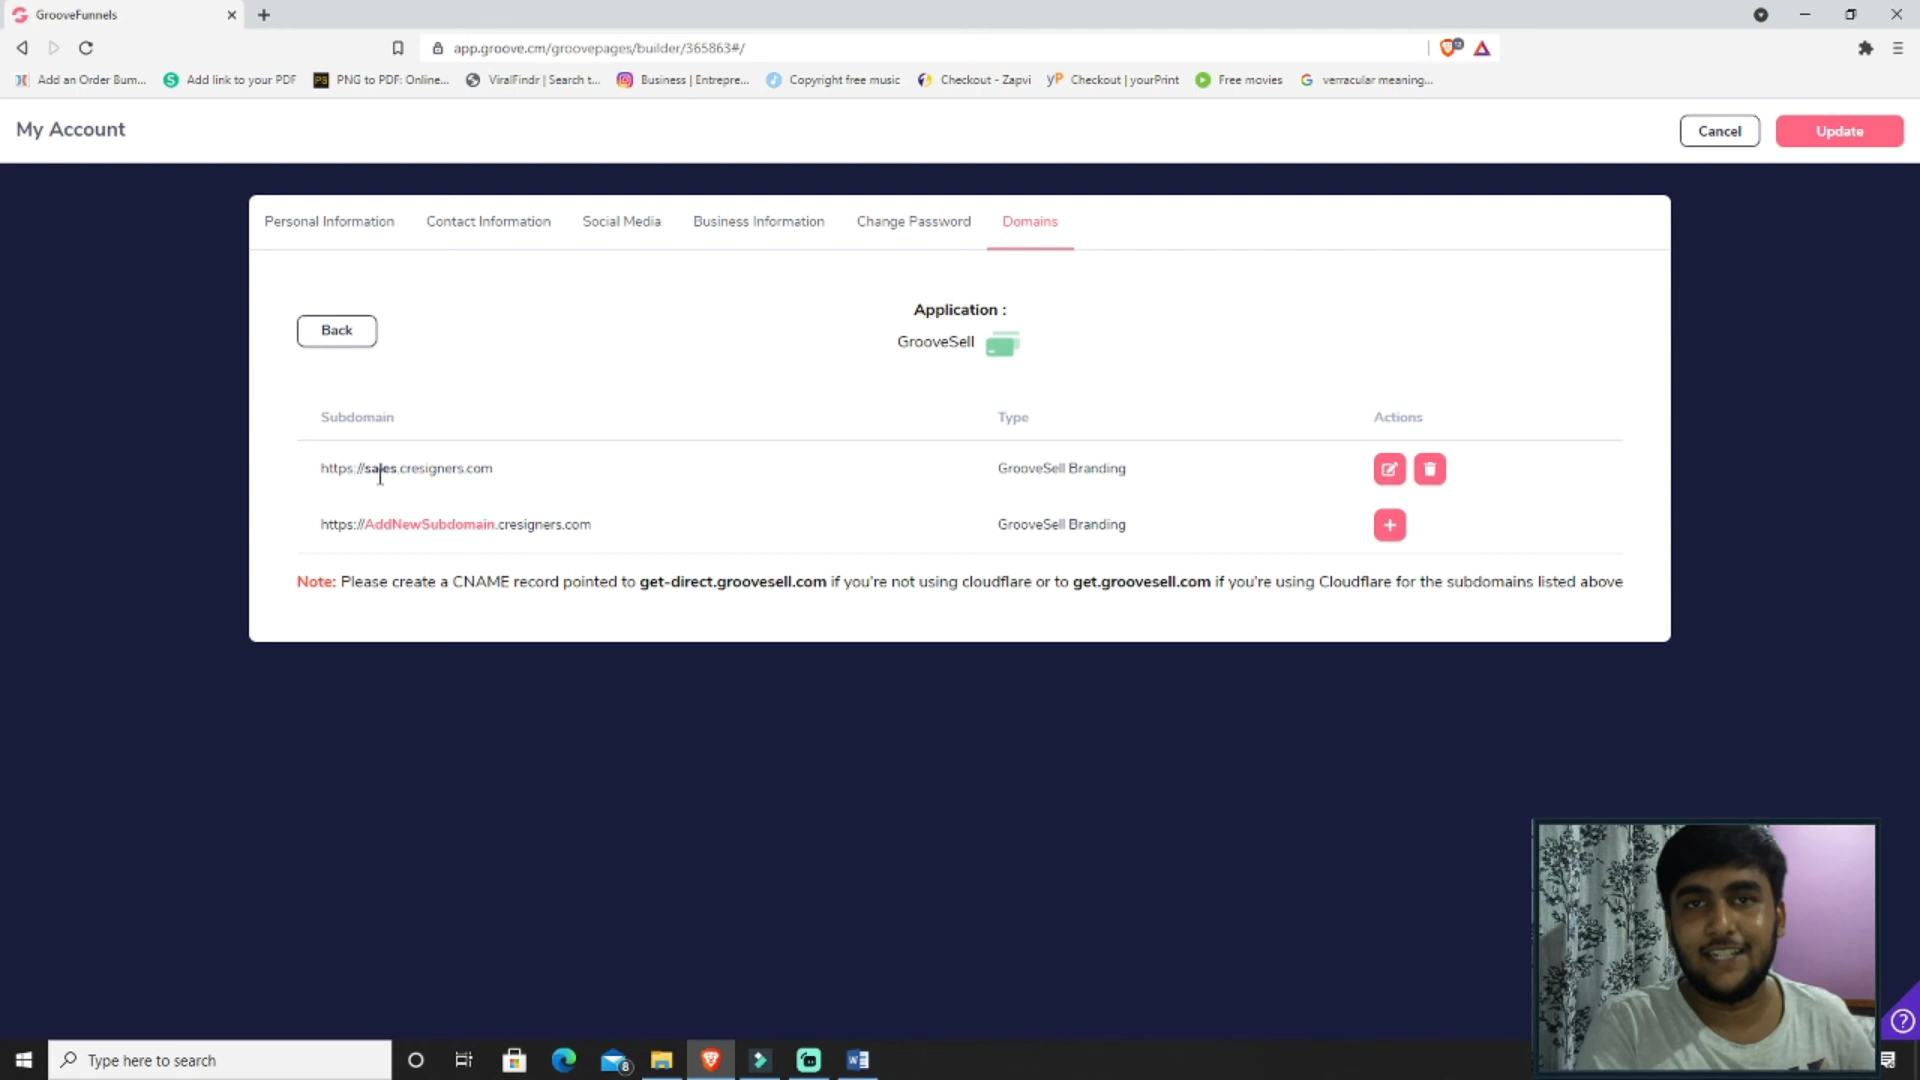 GrooveFunnels
app.groove.cm/groovepages/builder/365863#/
Add an Order Bum...
Add link to your PDF
PNG to PDF: Online...
ViralFindr | Search t...
Business | Entrepre...
Copyright free music
Checkout - Zapvi
Checkout | yourPrint
Free movies
verracular meaning...
My Account
Cancel
Update
Personal Information
Contact Information
Social Media
Business Information
Change Password
Domains
Back
Application :
GrooveSell
Subdomain
Type
Actions
https://sales.cresigners.com
GrooveSell Branding
https://AddNewSubdomain.cresigners.com
GrooveSell Branding
Note: Please create a CNAME record pointed to get-direct.groovesell.com if you're not using cloudflare or to get.groovesell.com if you're using Cloudflare for the subdomains listed above
Type here to search